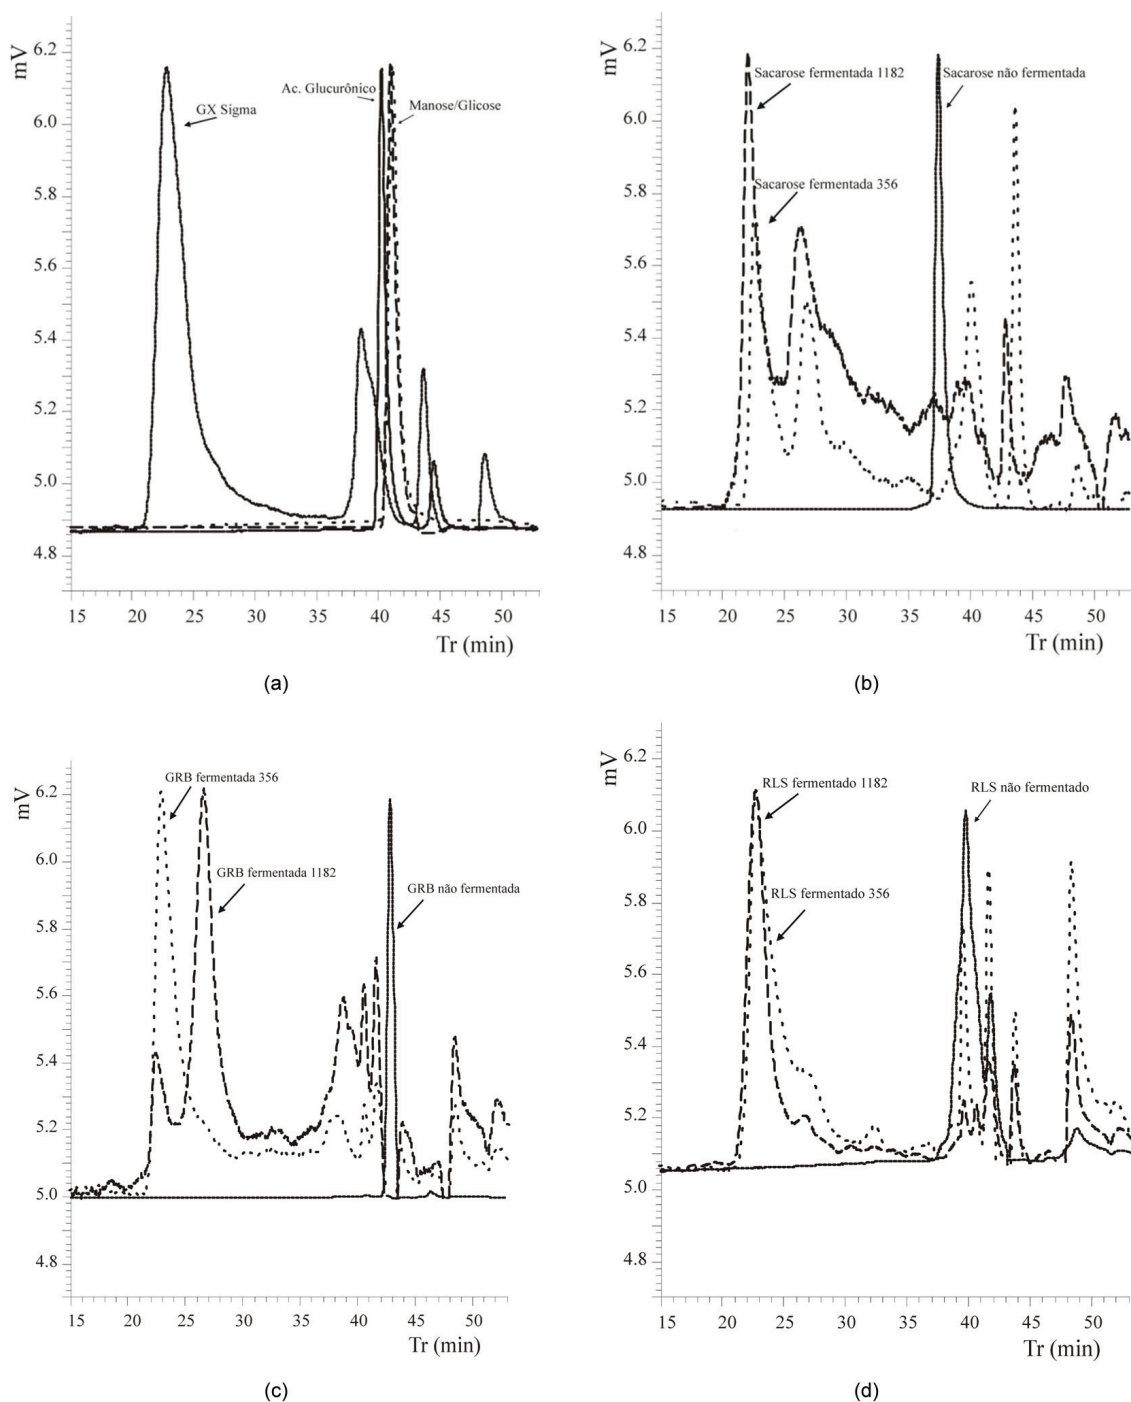 mV
6.2
6.0
5.8
5.6
5.4
5.2
5.0
4.8
GX Sigma
Ac. Glucurônico
Manose/Glicose
15 20 25 30 35 40 45 50
Tr (min)
(a)
mV
6.2
6.0
5.8
5.6
5.4
5.2
5.0
4.8
Sacarose fermentada 1182
Sacarose não fermentada
Sacarose fermentada 356
15 20 25 30 35 40 45 50
Tr (min)
(b)
mV
6.2
6.0
5.8
5.6
5.4
5.2
5.0
4.8
GRB fermentada 356
GRB fermentada 1182
GRB não fermentada
15 20 25 30 35 40 45 50
Tr (min)
(c)
mV
6.2
6.0
5.8
5.6
5.4
5.2
5.0
4.8
RLS fermentado 1182
RLS não fermentado
RLS fermentado 356
15 20 25 30 35 40 45 50
Tr (min)
(d)